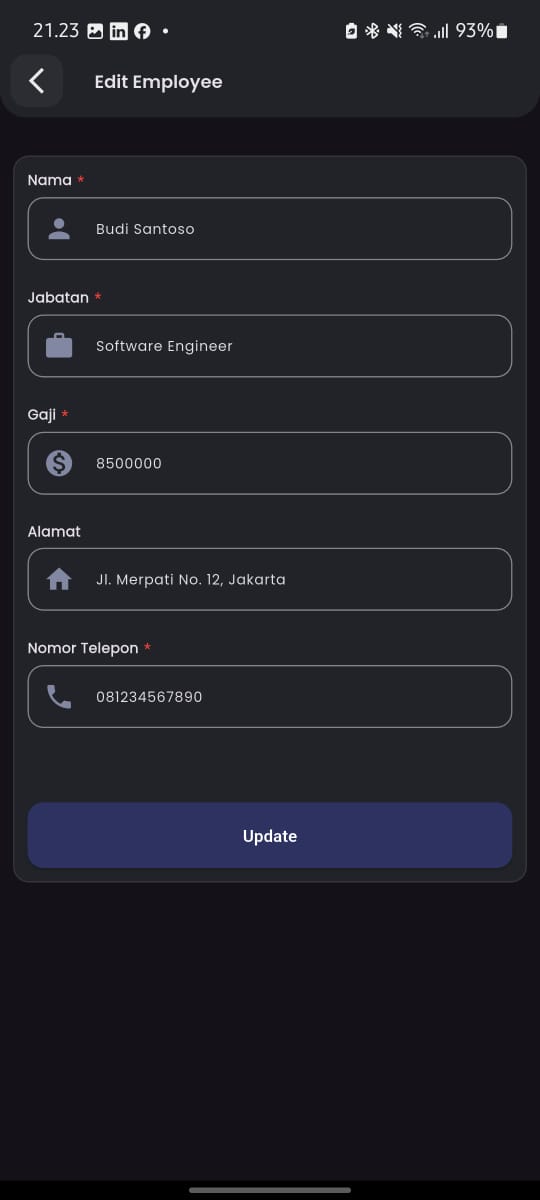 21.23
93%
Edit Employee
Nama *
Budi Santoso
Jabatan *
Software Engineer
Gaji *
8500000
Alamat
Jl. Merpati No. 12, Jakarta
Nomor Telepon *
081234567890
Update